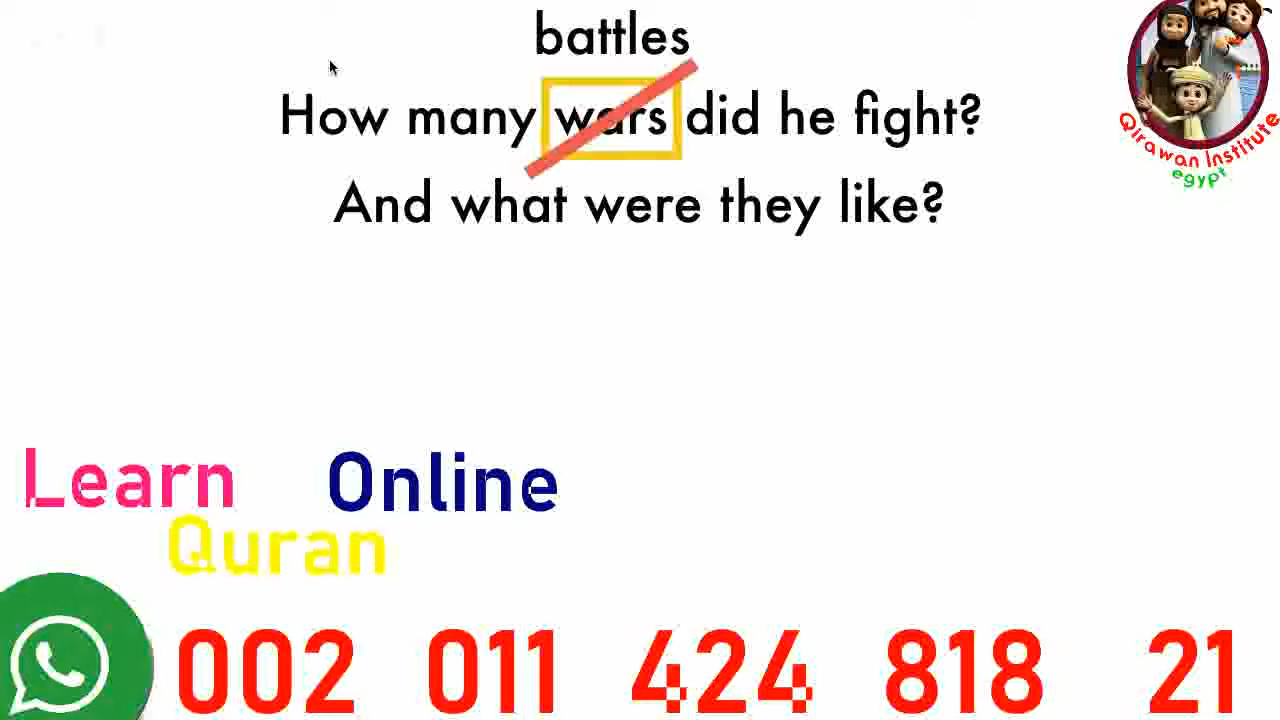 battles
How many wars did he fight?
And what were they like?
Qirawan Institute
egypt
Learn Online
Quran
002 011 424 818 21